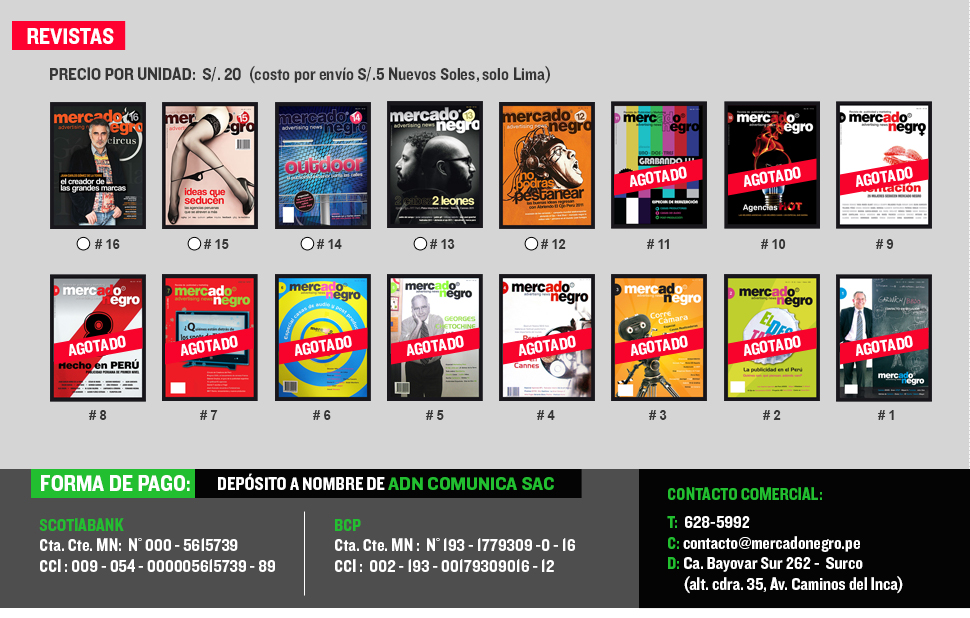 REVISTAS
PRECIO POR UNIDAD: S/. 20 (costo por envío S/.5 Nuevos Soles, solo Lima)
mercado negro
advertising news
16
circus
el creador de
las grandes marcas
mercado negro
15
ideas que
seducen
mercado negro
advertising news
14
outdoor
mercado negro
advertising news
13
2 leones
mercado negro
advertising news
12
no
podrás
pestañear
mercado negro
GRABANDO !!!
AGOTADO
mercado negro
AGOTADO
Agencias HOT
mercado negro
AGOTADO
# 16
# 15
# 14
# 13
# 12
# 11
# 10
# 9
mercado negro
AGOTADO
Hecho en PERÚ
mercado negro
AGOTADO
mercado negro
AGOTADO
mercado negro
GEORGES
AGOTADO
mercado negro
AGOTADO
Cannes
mercado negro
Corre
Cámara
AGOTADO
mercado negro
AGOTADO
La publicidad en el Perú
AGOTADO
mercado negro
# 8
# 7
# 6
# 5
# 4
# 3
# 2
# 1
FORMA DE PAGO:
DEPÓSITO A NOMBRE DE ADN COMUNICA SAC
SCOTIABANK
Cta. Cte. MN: N° 000 - 5615739
CCI : 009 - 054 - 000005615739 - 89
BCP
Cta. Cte. MN : N° 193 - 1779309 -0 - 16
CCI : 002 - 193 - 00179309016 - 12
CONTACTO COMERCIAL:
T: 628-5992
C: contacto@mercadonegro.pe
D: Ca. Bayovar Sur 262 - Surco
(alt. cdra. 35, Av. Caminos del Inca)